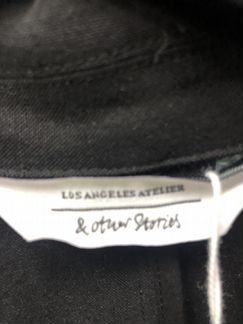 LOS ANGELES ATELIER
& other Stories